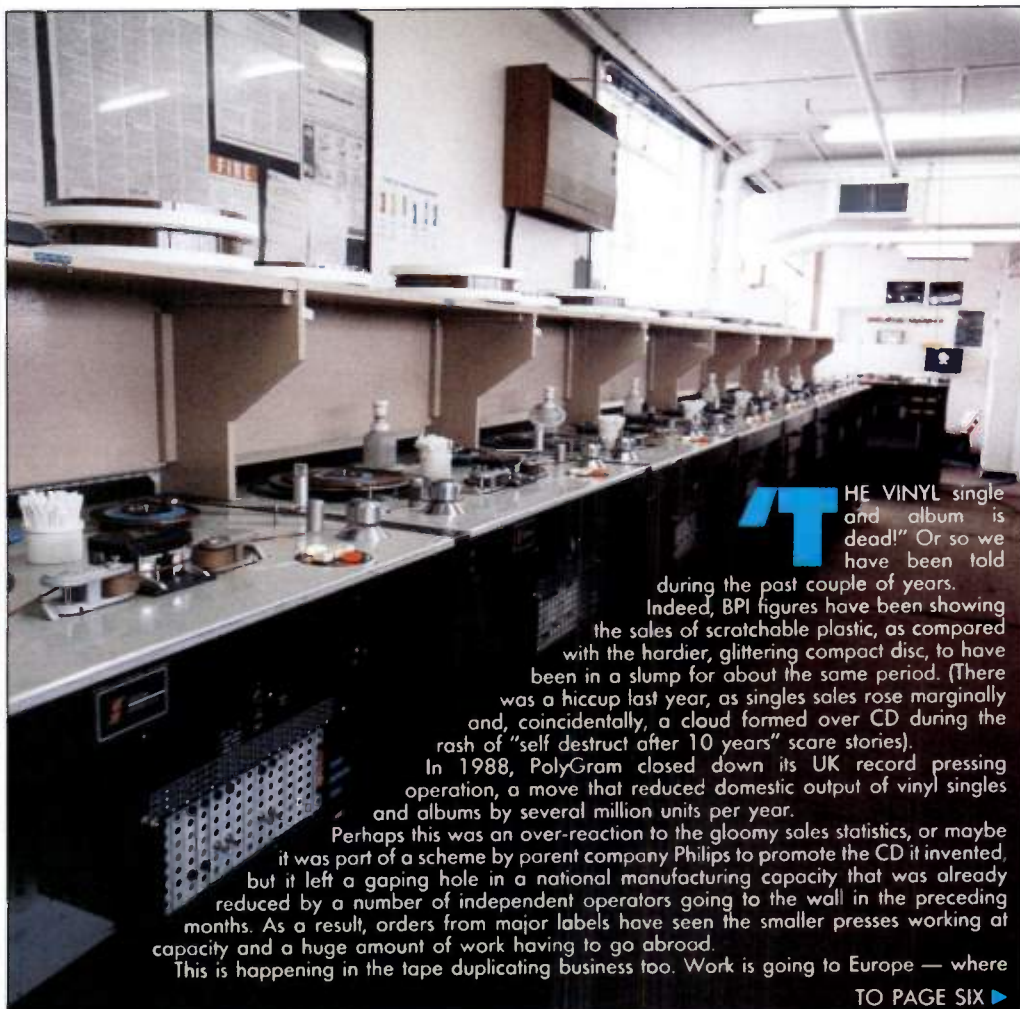 FIRE
'THE VINYL single
and album is
dead!" Or so we
have been told
during the past couple of years.
Indeed, BPI figures have been showing
the sales of scratchable plastic, as compared
with the hardier, glittering compact disc, to have
been in a slump for about the same period. (There
was a hiccup last year, as singles sales rose marginally
and, coincidentally, a cloud formed over CD during the
rash of "self destruct after 10 years" scare stories).
In 1988, PolyGram closed down its UK record pressing
operation, a move that reduced domestic output of vinyl singles
and albums by several million units per year.
Perhaps this was an over-reaction to the gloomy sales statistics, or maybe
it was part of a scheme by parent company Philips to promote the CD it invented,
but it left a gaping hole in a national manufacturing capacity that was already
reduced by a number of independent operators going to the wall in the preceding
months. As a result, orders from major labels have seen the smaller presses working at
capacity and a huge amount of work having to go abroad.
This is happening in the tape duplicating business too. Work is going to Europe — where
TO PAGE SIX ▶